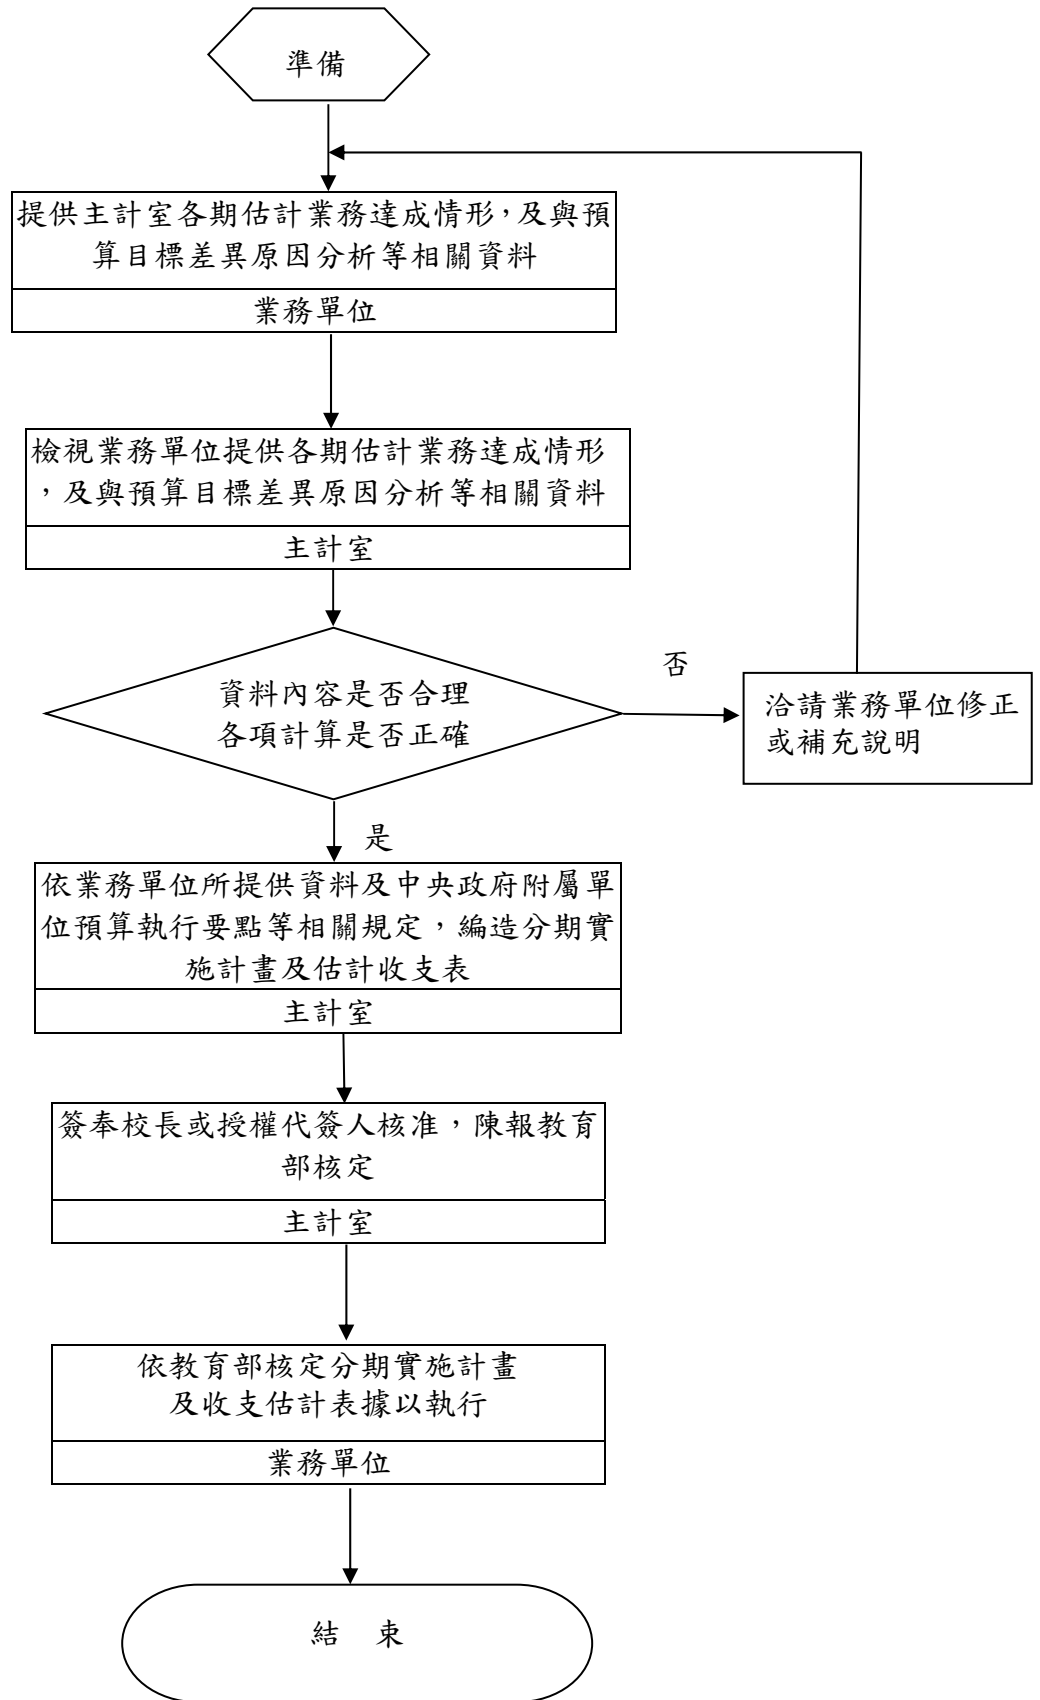 準備
提供主計室各期估計業務達成情形，及與預
算目標差異原因分析等相關資料
業務單位
檢視業務單位提供各期估計業務達成情形
，及與預算目標差異原因分析等相關資料
主計室
資料內容是否合理
各項計算是否正確
否
洽請業務單位修正
或補充說明
是
依業務單位所提供資料及中央政府附屬單
位預算執行要點等相關規定，編造分期實
施計畫及估計收支表
主計室
簽奉校長或授權代簽人核准，陳報教育
部核定
主計室
依教育部核定分期實施計畫
及收支估計表據以執行
業務單位
結　束